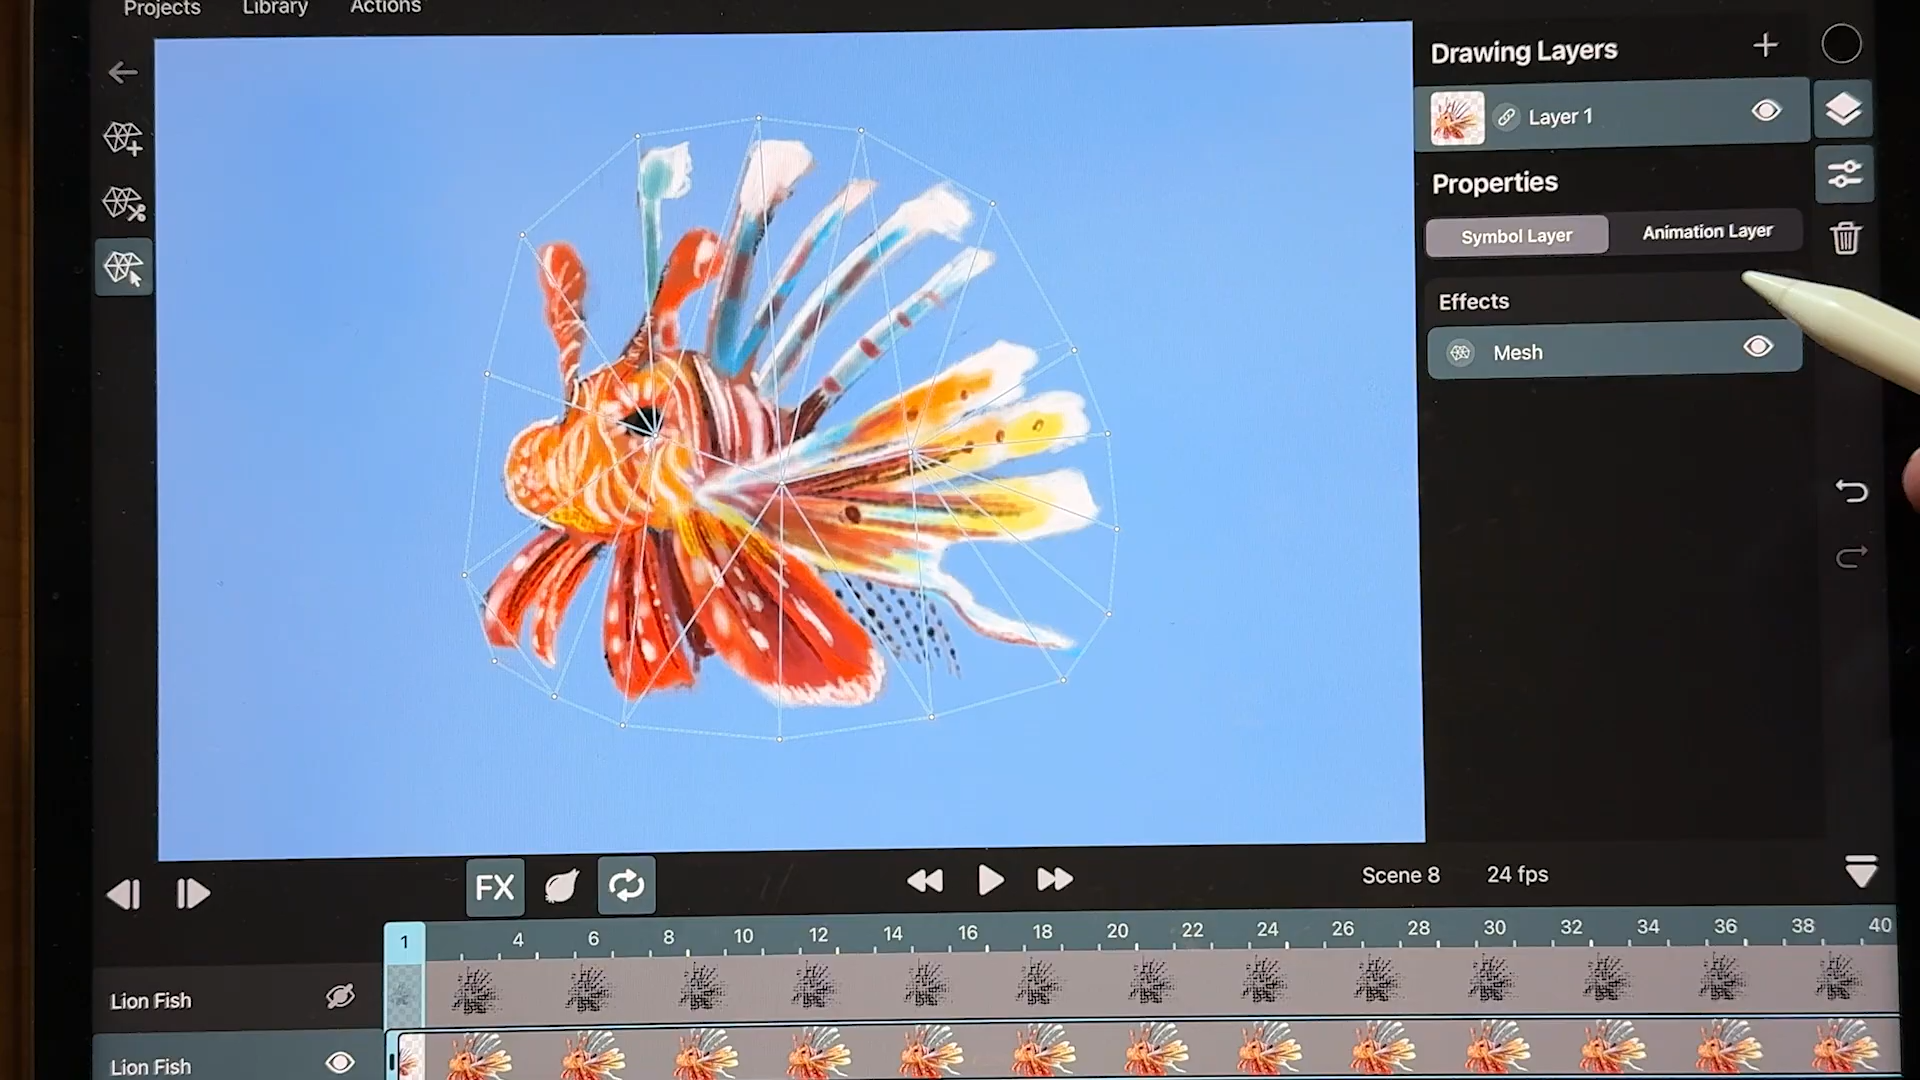 Projects Library Actions
Drawing Layers
Layer 1
Properties
Symbol Layer Animation Layer
Effects
Mesh
FX
Scene 8 24 fps
1 4 6 8 10 12 14 16 18 20 22 24 26 28 30 32 34 36 38 40
Lion Fish
Lion Fish